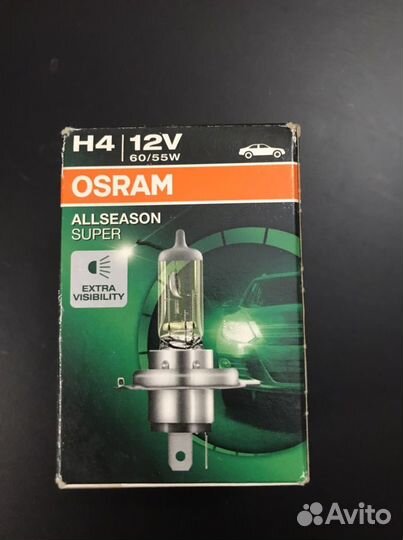 H4 12V
60/55W
OSRAM
ALLSEASON
SUPER
EXTRA
VISIBILITY
Avito